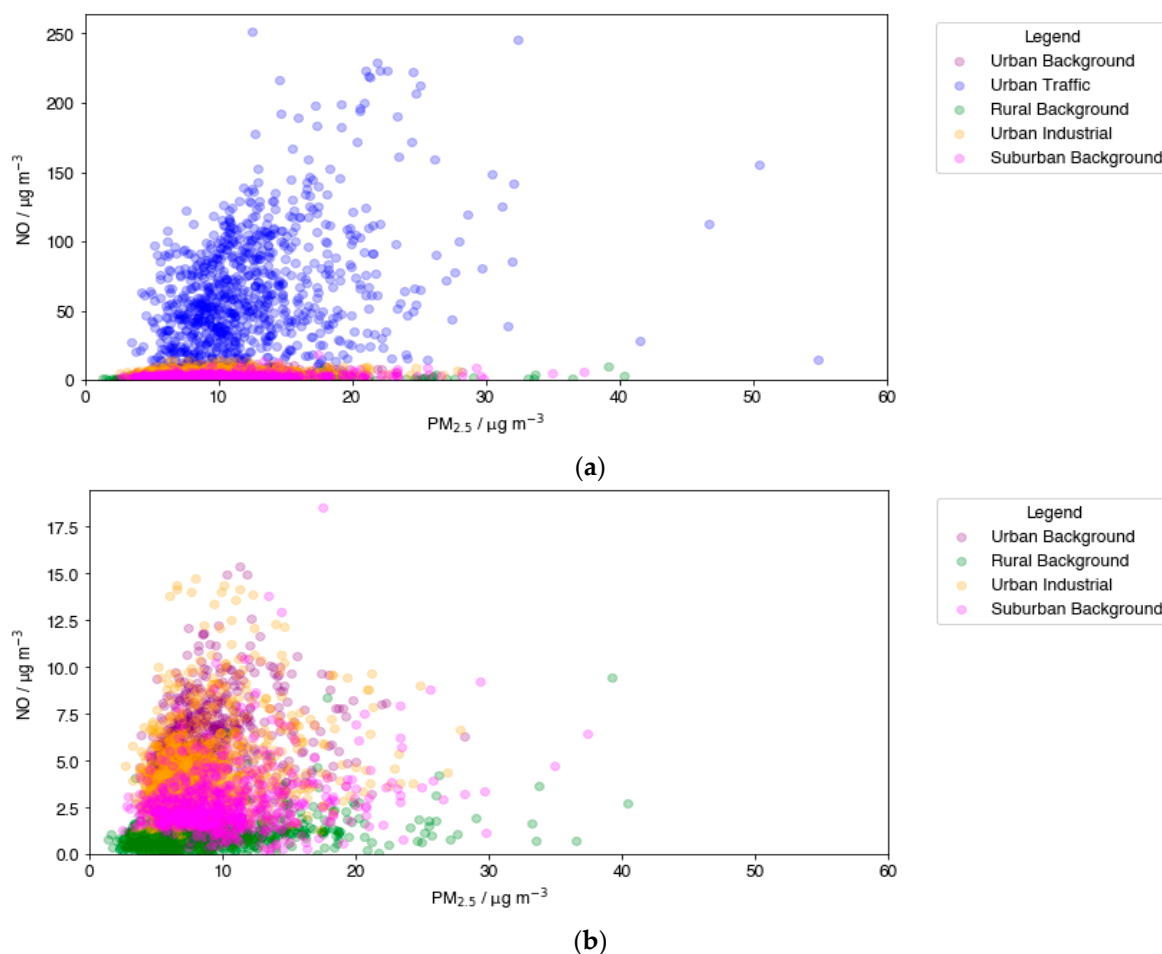 250
200
150
100
50
0
NO / μg m⁻³
0 10 20 30 40 50 60
PM₂.₅ / μg m⁻³
Legend
Urban Background
Urban Traffic
Rural Background
Urban Industrial
Suburban Background
(a)
17.5
15.0
12.5
10.0
7.5
5.0
2.5
0.0
NO / μg m⁻³
0 10 20 30 40 50 60
PM₂.₅ / μg m⁻³
Legend
Urban Background
Rural Background
Urban Industrial
Suburban Background
(b)